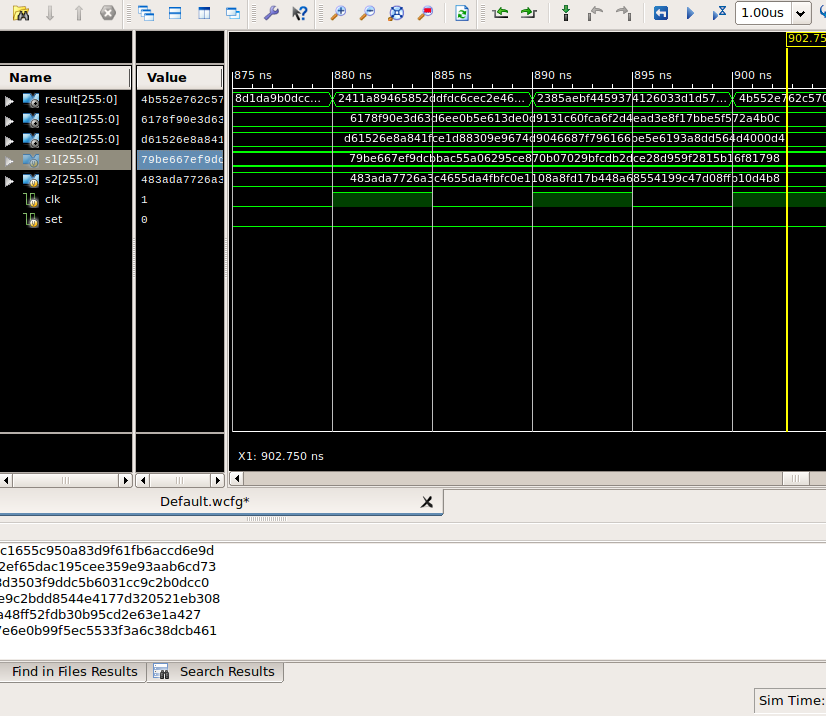 1.00us
902.75
Name
Value
875 ns
880 ns
885 ns
890 ns
895 ns
900 ns
result[255:0]
4b552e762c57
8d1da9b0dcc...
2411a89465852ddfdc6cec2e46...
2385aebf4459374126033d1d57...
4b552e762c570
seed1[255:0]
6178f90e3d63
6178f90e3d63d6ee0b5e613de0d9131c60fca6f2d4ead3e8f17bbe5f572a4b0c
seed2[255:0]
d61526e8a841
d61526e8a841fce1d88309e9674d9046687f796166be5e6193a8dd564d4000d4
s1[255:0]
79be667ef9dc
79be667ef9dcbbac55a06295ce870b07029bfcdb2dce28d959f2815b16f81798
s2[255:0]
483ada7726a3
483ada7726a3c4655da4fbfc0e1108a8fd17b448a68554199c47d08ffb10d4b8
clk
1
set
0
X1: 902.750 ns
Default.wcfg*
c1655c950a83d9f61fb6accd6e9d
2ef65dac195cee359e93aab6cd73
3d3503f9ddc5b6031cc9c2b0dcc0
e9c2bdd8544e4177d320521eb308
a48ff52fdb30b95cd2e63e1a427
7e6e0b99f5ec5533f3a6c38dcb461
Find in Files Results
Search Results
Sim Time: